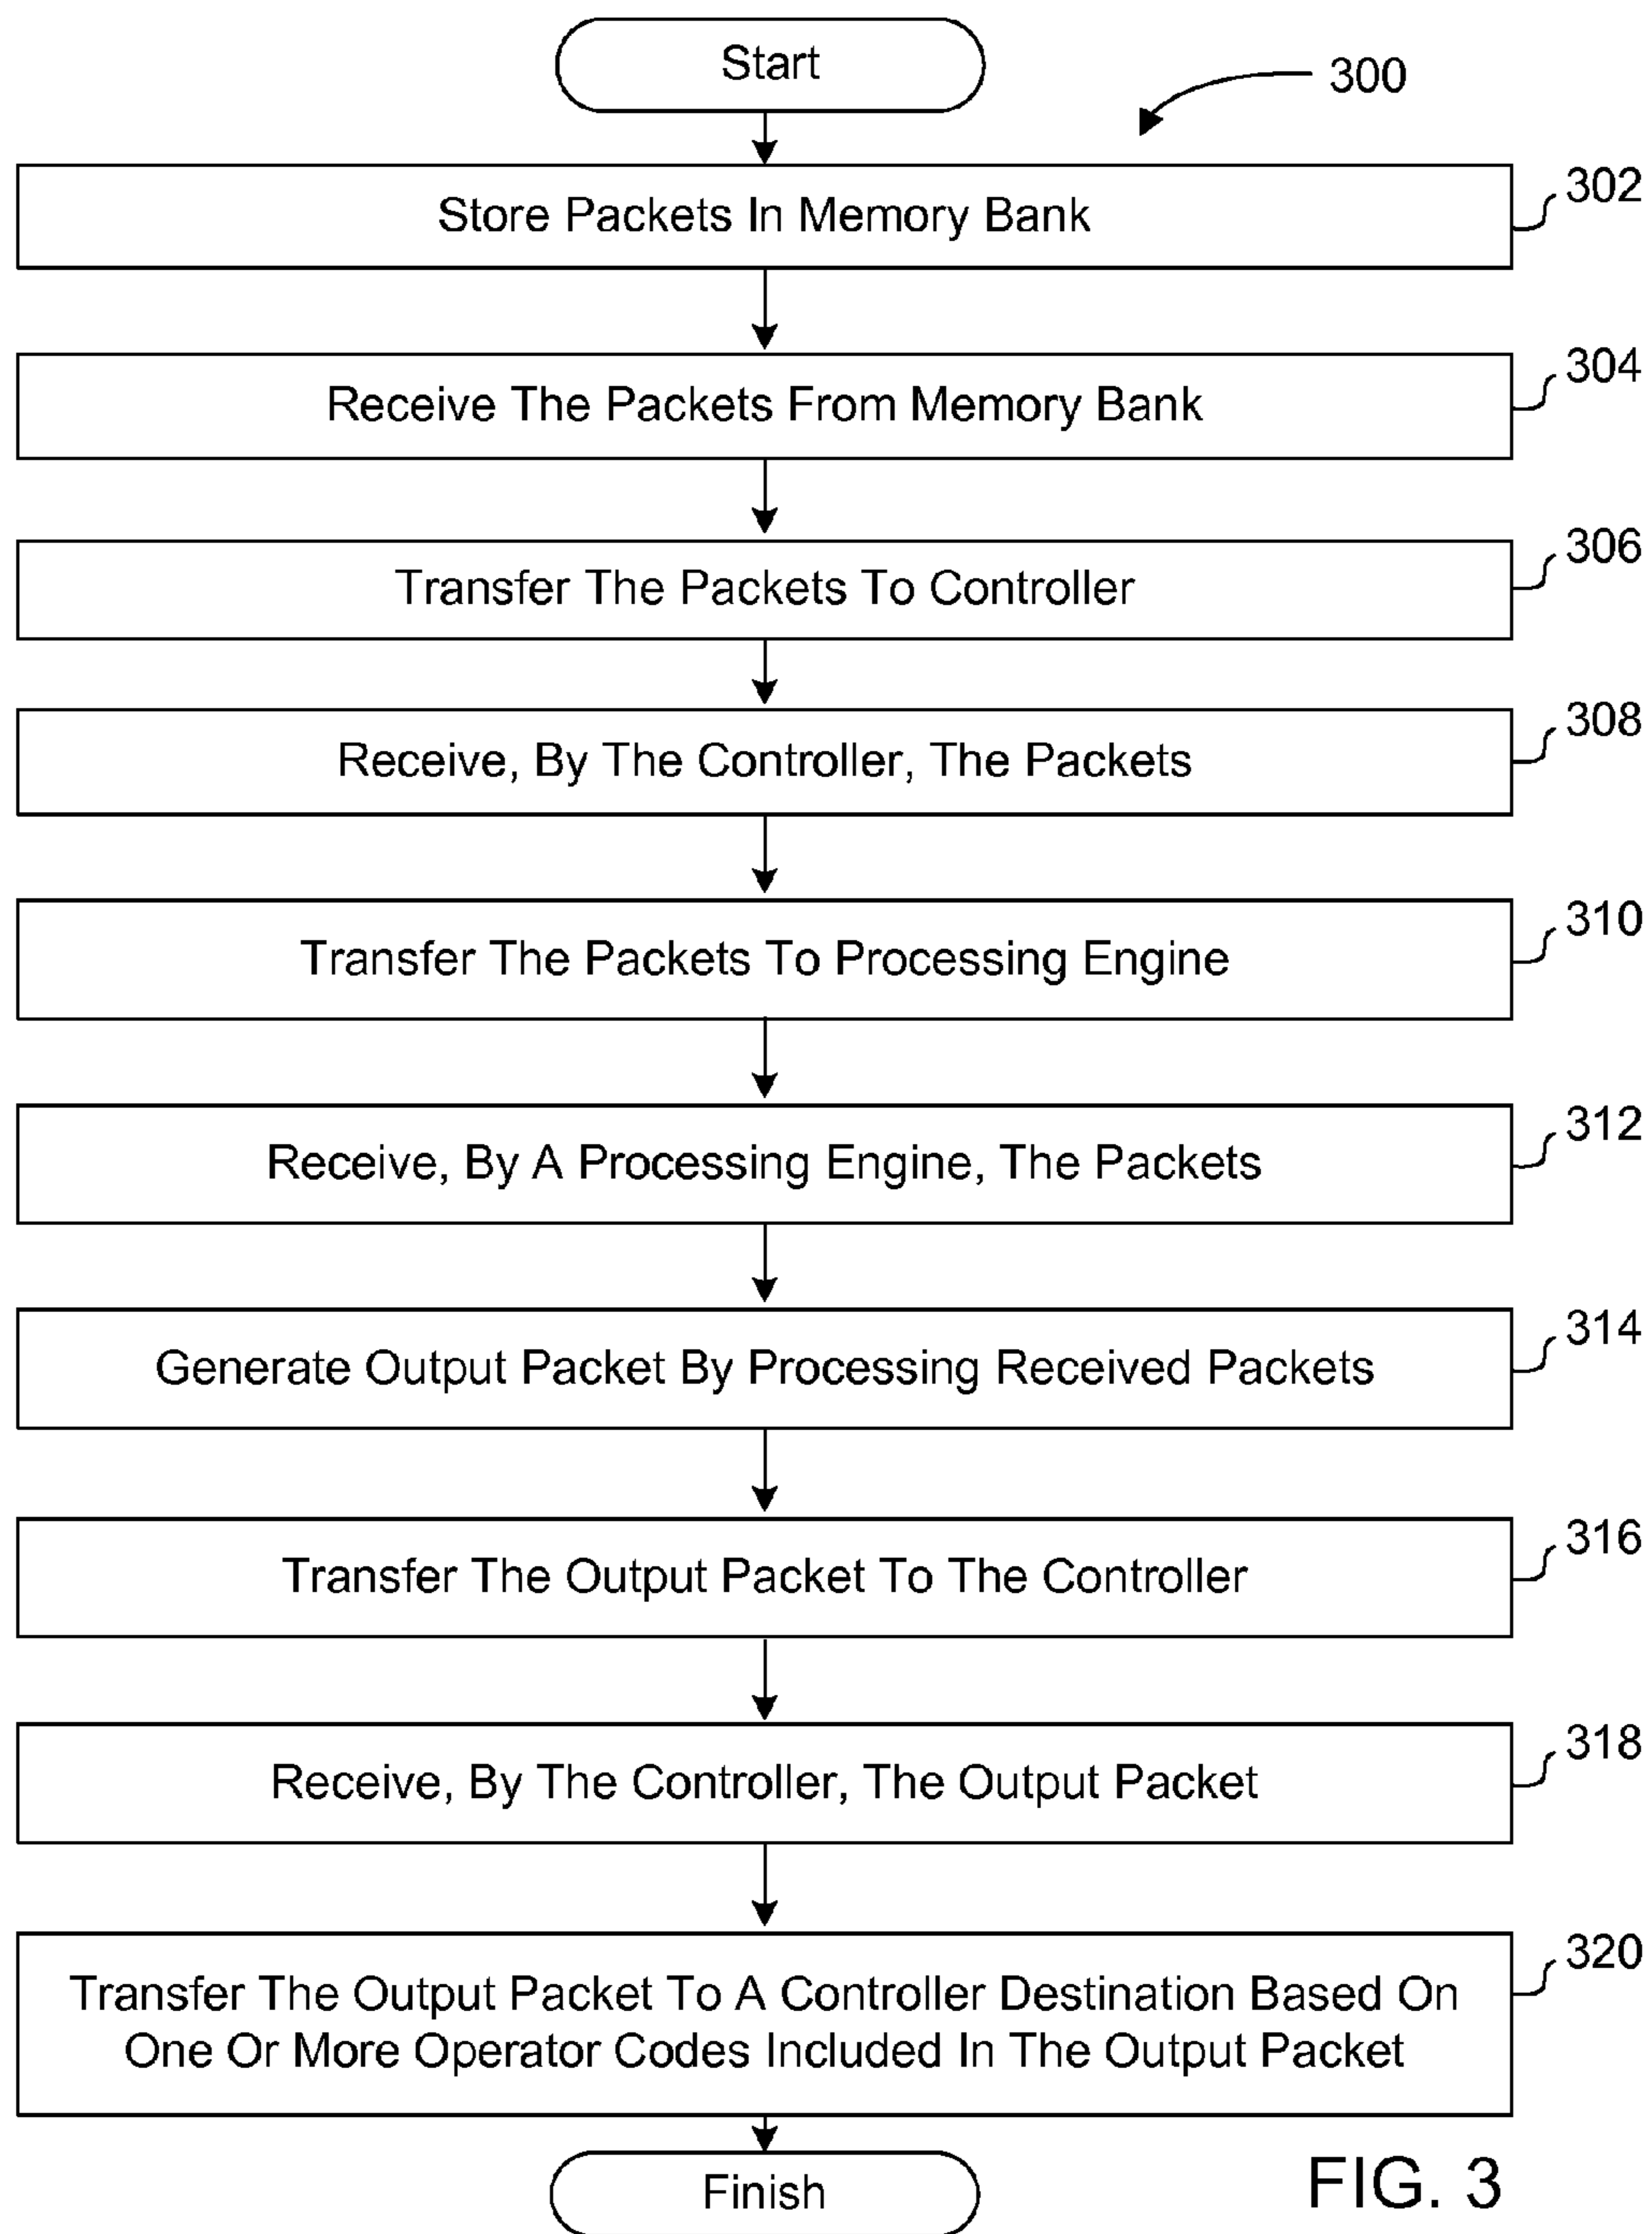 Start
300
302
Store Packets In Memory Bank
304
Receive The Packets From Memory Bank
306
Transfer The Packets To Controller
308
Receive, By The Controller, The Packets
310
Transfer The Packets To Processing Engine
312
Receive, By A Processing Engine, The Packets
314
Generate Output Packet By Processing Received Packets
316
Transfer The Output Packet To The Controller
318
Receive, By The Controller, The Output Packet
320
Transfer The Output Packet To A Controller Destination Based On
One Or More Operator Codes Included In The Output Packet
Finish
FIG. 3